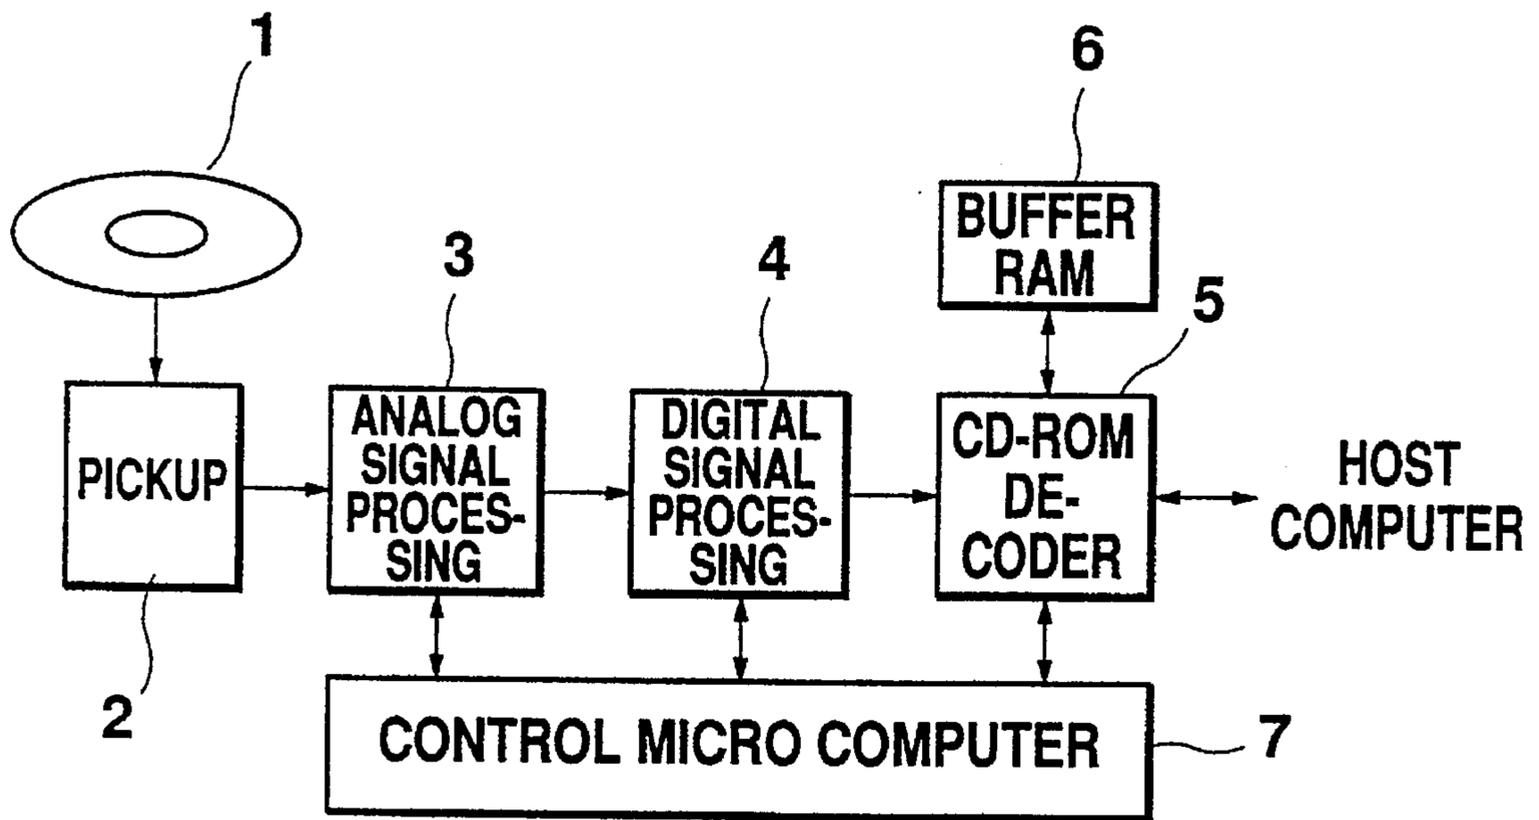 1
6
BUFFER
RAM
3
4
5
PICKUP
ANALOG
SIGNAL
PROCES-
SING
DIGITAL
SIGNAL
PROCES-
SING
CD-ROM
DE-
CODER
HOST
COMPUTER
2
CONTROL MICRO COMPUTER
7